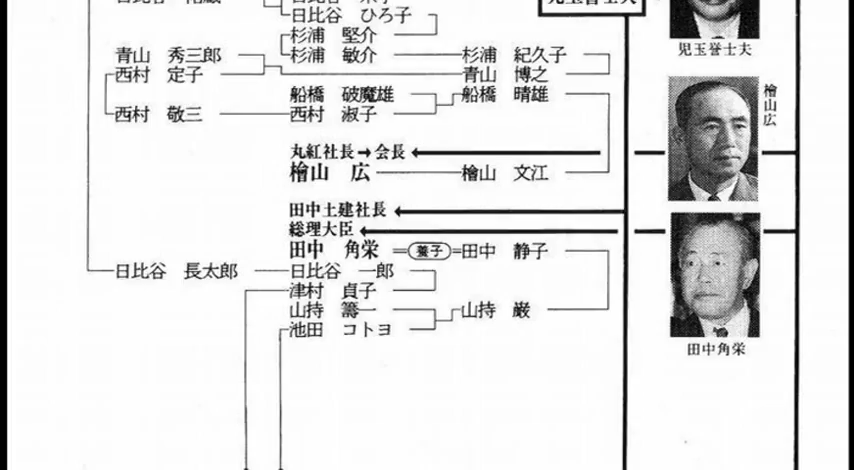 日比谷 ひろ子
杉浦 堅介
青山 秀三郎
杉浦 敏介
杉浦 紀久子
西村 定子
青山 博之
船橋 破魔雄
船橋 晴雄
西村 敬三
西村 淑子
丸紅社長→会長
檜山 広
檜山 文江
田中土建社長
総理大臣
田中 角栄
養子
田中 静子
日比谷 長太郎
日比谷 一郎
津村 貞子
山持 籌一
山持 巌
池田 コトヨ
児玉誉士夫
児玉誉士夫
檜山広
田中角栄